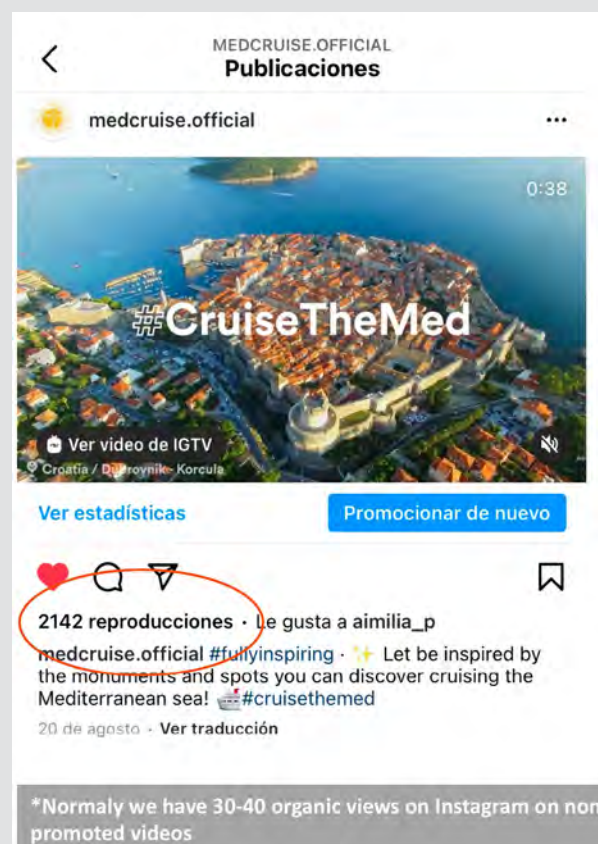 MEDCRUISE.OFFICIAL
Publicaciones
medcruise.official
0:38
#CruiseTheMed
Ver video de IGTV
Croatia / Dubrovnik - Korcula
Ver estadísticas
Promocionar de nuevo
2142 reproducciones · Le gusta a aimilia_p
medcruise.official #fullyinspiring · ✨ Let be inspired by
the monuments and spots you can discover cruising the
Mediterranean sea! 🛳️#cruisethemed
20 de agosto · Ver traducción
*Normaly we have 30-40 organic views on Instagram on non
promoted videos